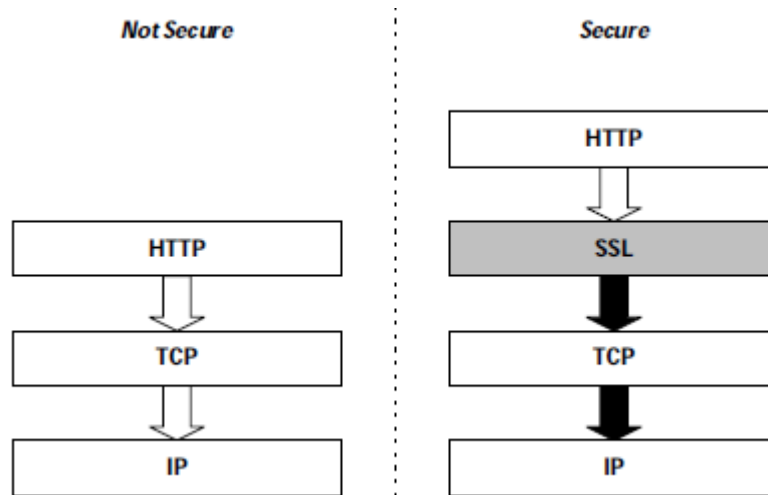 Not Secure
HTTP
TCP
IP
Secure
HTTP
SSL
TCP
IP